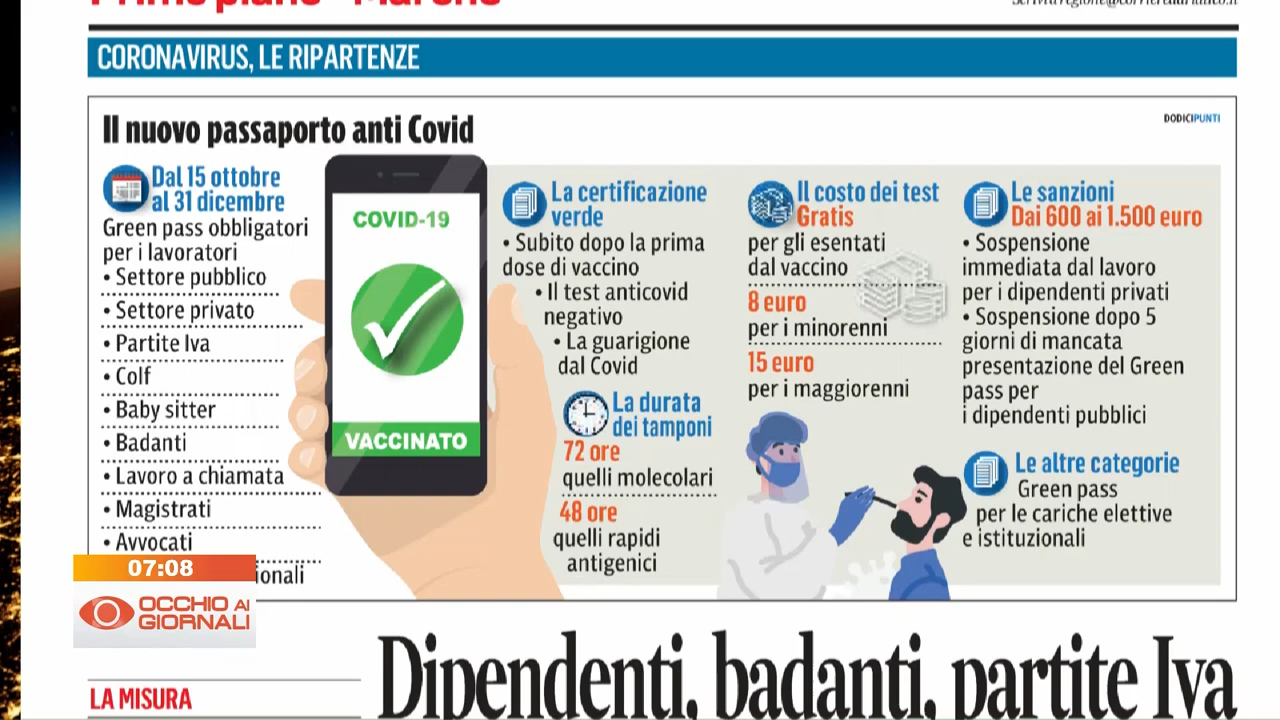 CORONAVIRUS, LE RIPARTENZE
Il nuovo passaporto anti Covid
DODICIPUNTI
Dal 15 ottobre
al 31 dicembre
Green pass obbligatori
per i lavoratori
• Settore pubblico
• Settore privato
• Partite Iva
• Colf
• Baby sitter
• Badanti
• Lavoro a chiamata
• Magistrati
• Avvocati
ionali
COVID-19
VACCINATO
La certificazione
verde
• Subito dopo la prima
dose di vaccino
• Il test anticovid
negativo
• La guarigione
dal Covid
La durata
dei tamponi
72 ore
quelli molecolari
48 ore
quelli rapidi
antigenici
Il costo dei test
Gratis
per gli esentati
dal vaccino
8 euro
per i minorenni
15 euro
per i maggiorenni
Le sanzioni
Dai 600 ai 1.500 euro
• Sospensione
immediata dal lavoro
per i dipendenti privati
• Sospensione dopo 5
giorni di mancata
presentazione del Green
pass per
i dipendenti pubblici
Le altre categorie
Green pass
per le cariche elettive
e istituzionali
07:08
OCCHIO AI
GIORNALI
LA MISURA
Dipendenti, badanti, partite Iva